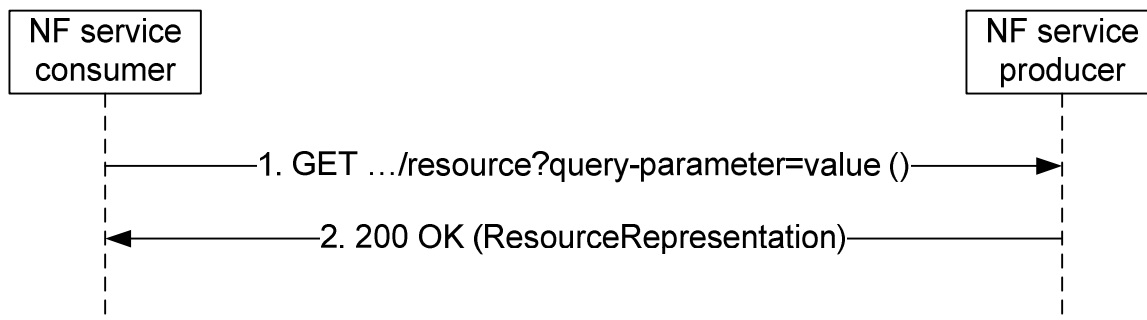 NF service
consumer
NF service
producer
1. GET …/resource?query-parameter=value ()
2. 200 OK (ResourceRepresentation)